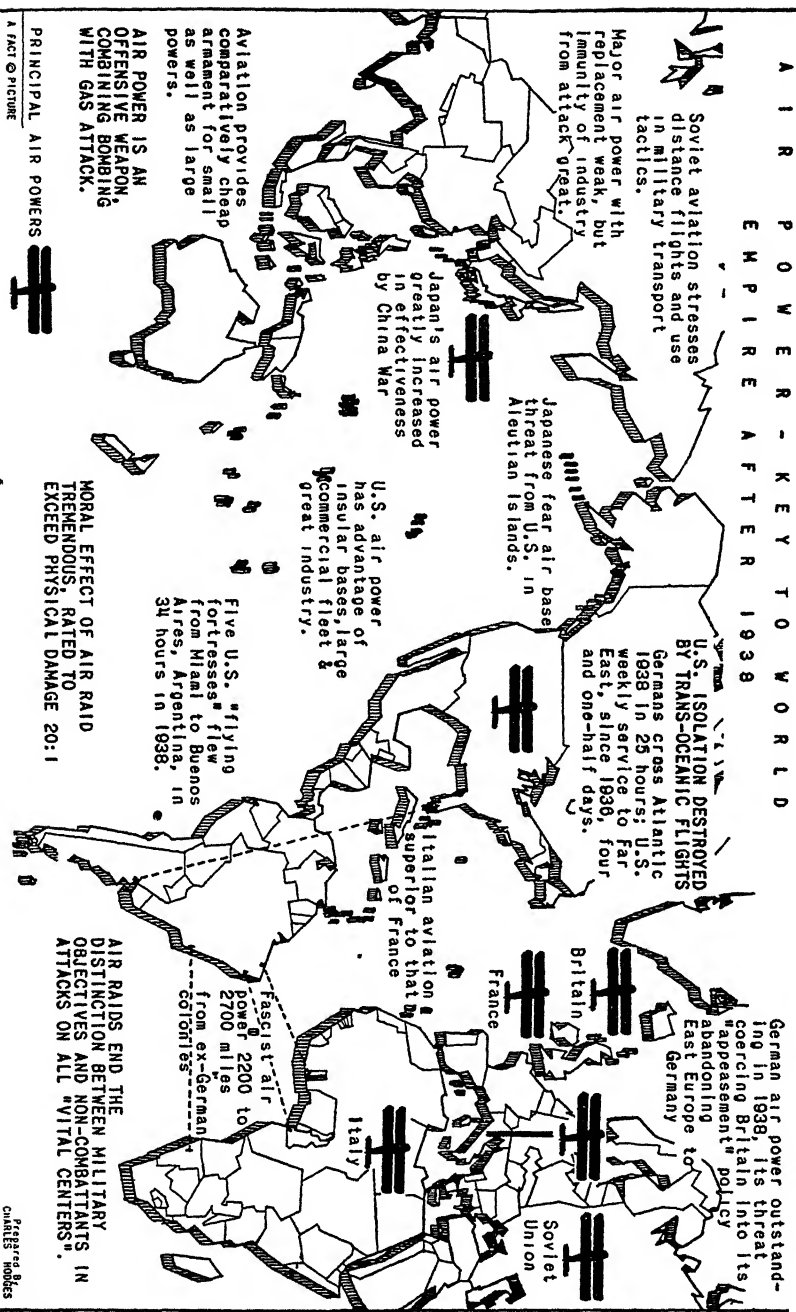 AIR POWER - KEY TO WORLD
EMPIRE AFTER 1938
Soviet aviation stresses
distance flights and use
in military transport
tactics.
Major air power with
replacement weak, but
immunity of industry
from attack great.
Aviation provides
comparatively cheap
armament for small
as well as large
powers.
AIR POWER IS AN
OFFENSIVE WEAPON,
COMBINING BOMBING
WITH GAS ATTACK.
Japan's air power
greatly increased
in effectiveness
by China War
Japanese fear air base
threat from U.S. in
Aleutian Islands.
U.S. air power
has advantage of
insular bases, large
commercial fleet &
great industry.
MORAL EFFECT OF AIR RAID
TREMENDOUS, RATED TO
EXCEED PHYSICAL DAMAGE 20:1
U.S. ISOLATION DESTROYED
BY TRANS-OCEANIC FLIGHTS
Germans cross Atlantic
1938 in 25 hours; U.S.
weekly service to Far
East, since 1936, four
and one-half days.
Five U.S. "flying
fortresses" flew
from Miami to Buenos
Aires, Argentina, in
34 hours in 1938.
Italian aviation
superior to that
of France
German air power outstand-
ing in 1938, its threat
coercing Britain into its
"appeasement" policy
abandoning
East Europe to
Germany
Britain
France
Italy
Soviet
Union
Fascist air
power 2200 to
2700 miles
from ex-German
colonies
AIR RAIDS END THE
DISTINCTION BETWEEN MILITARY
OBJECTIVES AND NON-COMBATTANTS IN
ATTACKS ON ALL "VITAL CENTERS".
PRINCIPAL AIR POWERS
A FACT © PICTURE
Prepared By
CHARLES HODGES